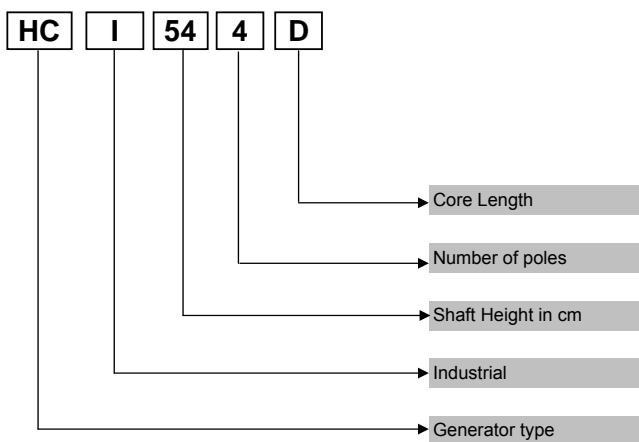 HC I 54 4 D
Core Length
Number of poles
Shaft Height in cm
Industrial
Generator type